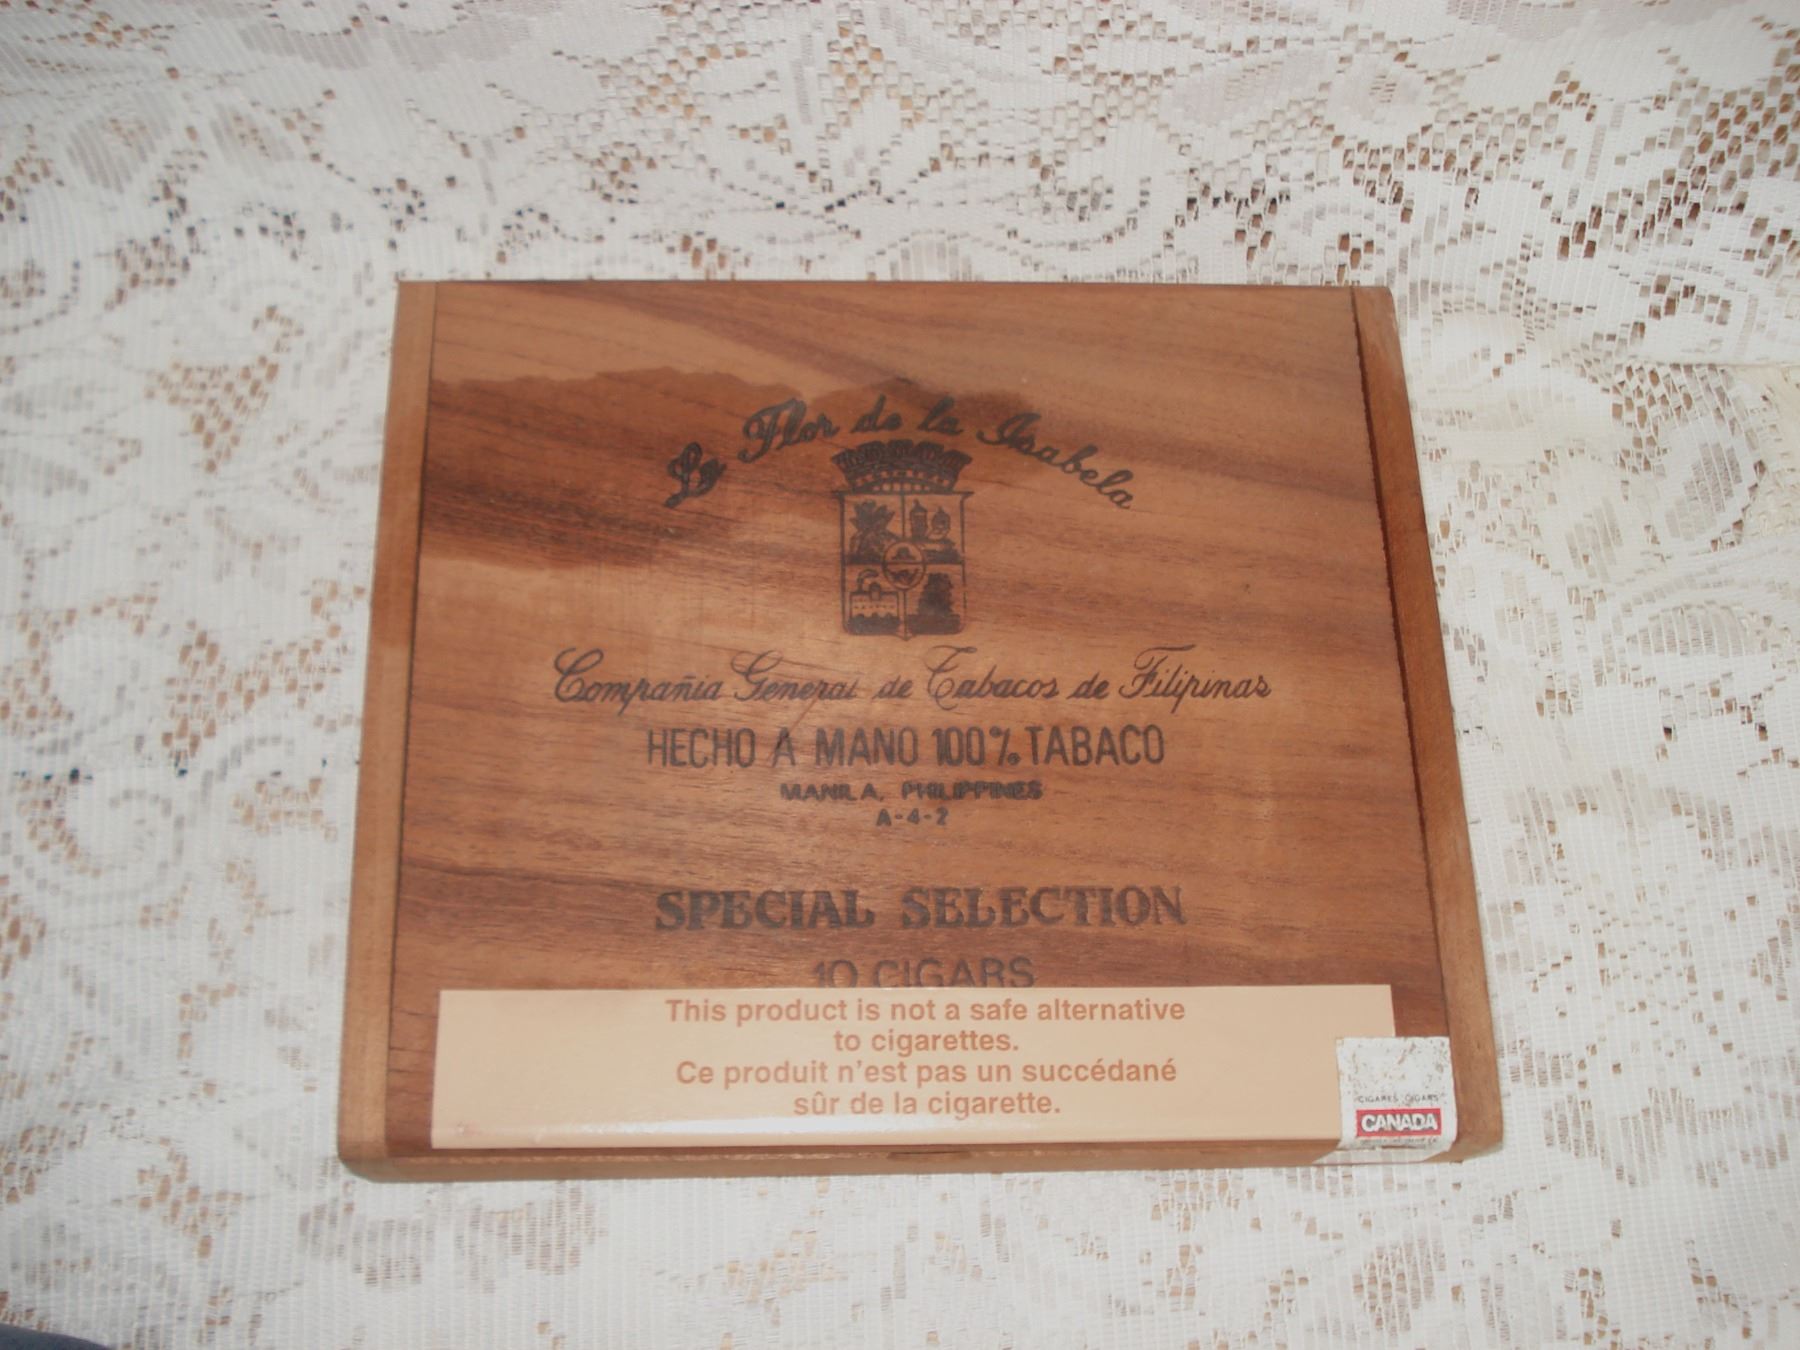 La Flor de la Isabela
Compañia General de Tabacos de Filipinas
HECHO A MANO 100% TABACO
MANILA, PHILIPPINES
A-4-2
SPECIAL SELECTION
10 CIGARS
This product is not a safe alternative
to cigarettes.
Ce produit n'est pas un succédané
sûr de la cigarette.
CIGARES CIGARS
CANADA